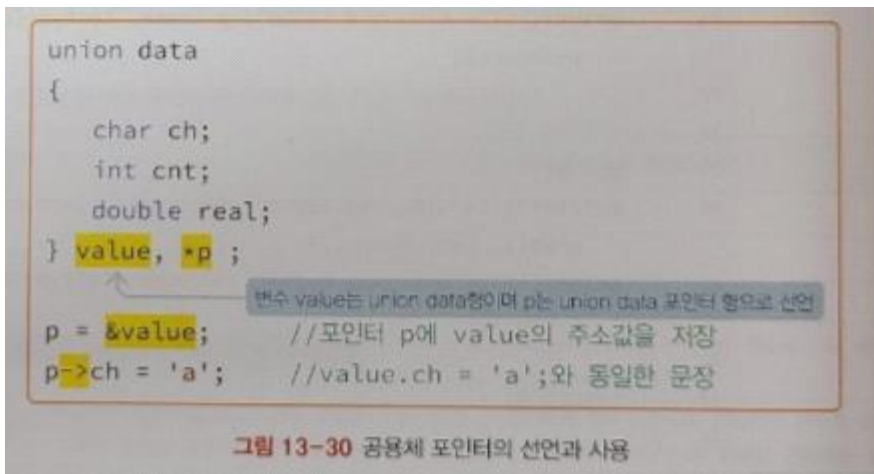 union data
{
char ch;
int cnt;
double real;
} value, *p ;
변수 value는 union data형이며 p는 union data 포인터 형으로 선언
p = &value; //포인터 p에 value의 주소값을 저장
p->ch = 'a'; //value.ch = 'a';와 동일한 문장
그림 13-30 공용체 포인터의 선언과 사용